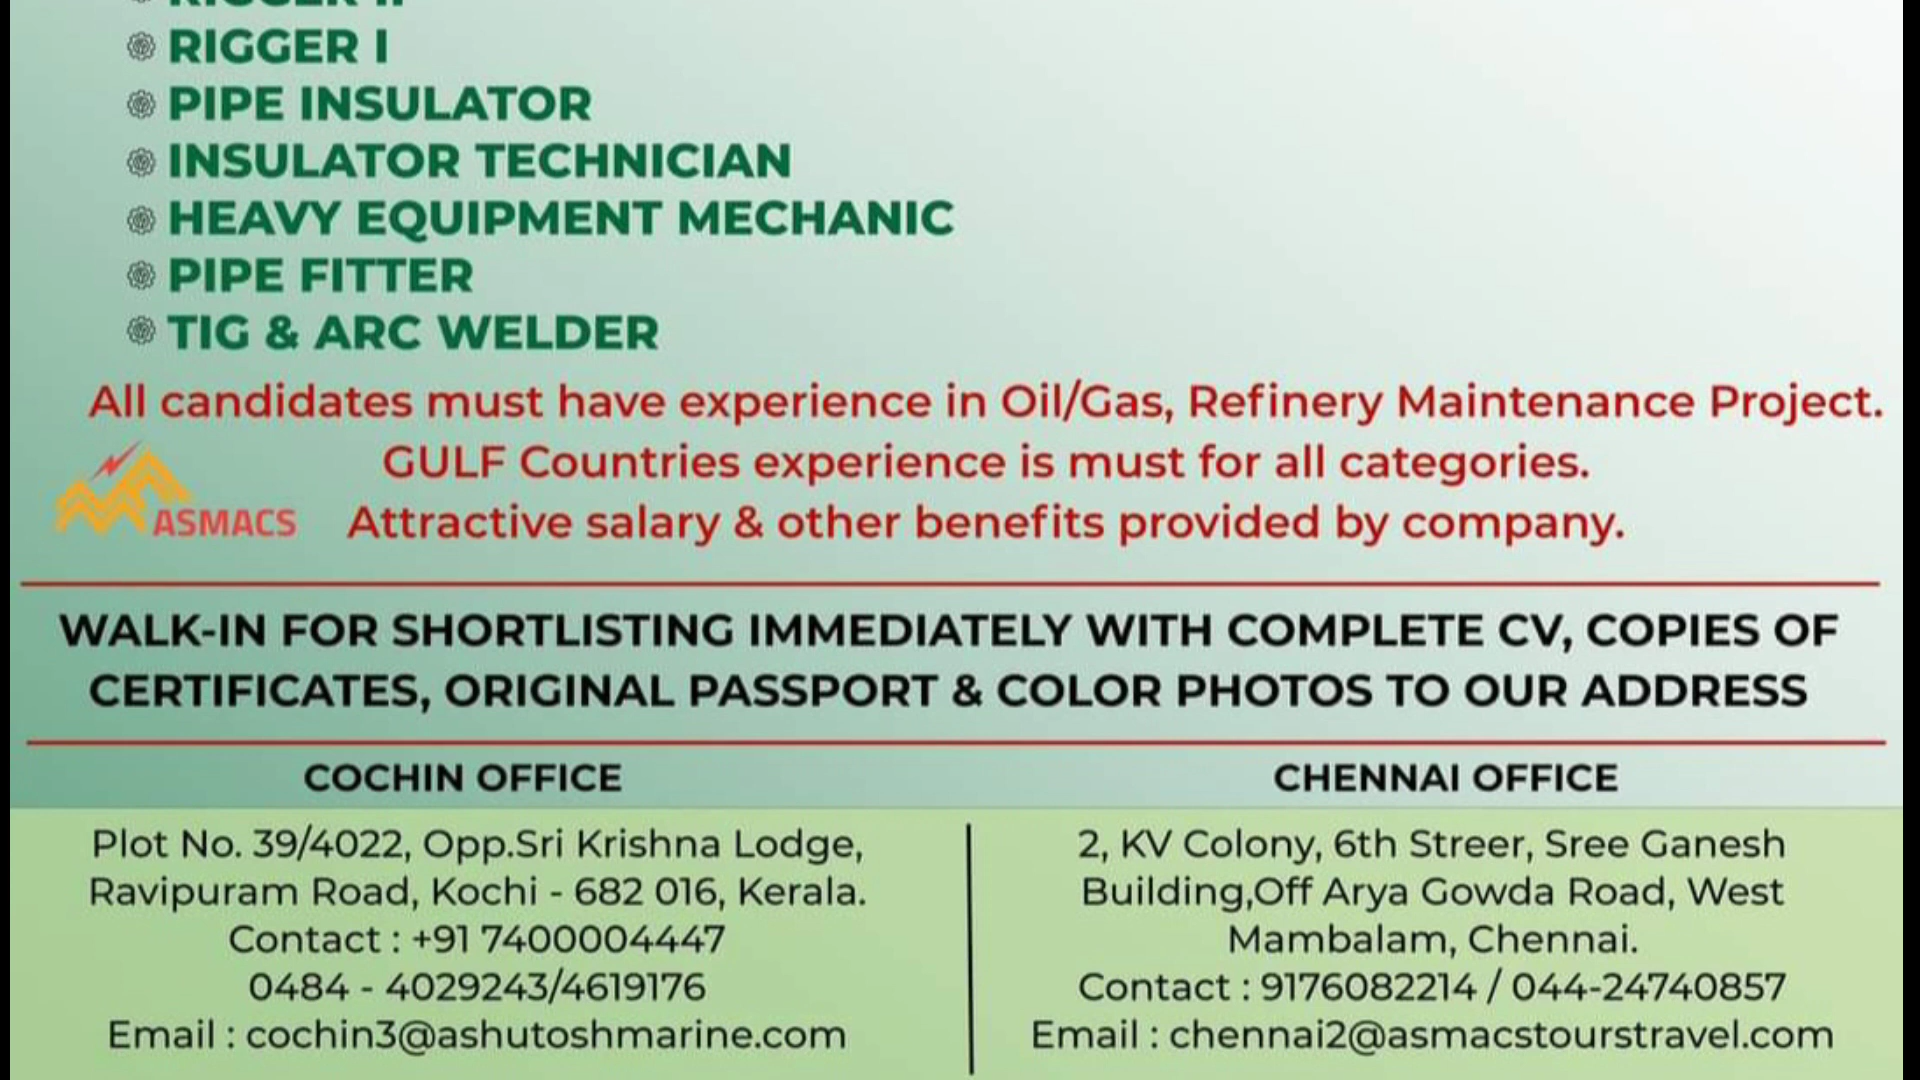 RIGGER II
RIGGER I
PIPE INSULATOR
INSULATOR TECHNICIAN
HEAVY EQUIPMENT MECHANIC
PIPE FITTER
TIG & ARC WELDER
All candidates must have experience in Oil/Gas, Refinery Maintenance Project.
GULF Countries experience is must for all categories.
ASMACS
Attractive salary & other benefits provided by company.
WALK-IN FOR SHORTLISTING IMMEDIATELY WITH COMPLETE CV, COPIES OF
CERTIFICATES, ORIGINAL PASSPORT & COLOR PHOTOS TO OUR ADDRESS
COCHIN OFFICE
Plot No. 39/4022, Opp.Sri Krishna Lodge,
Ravipuram Road, Kochi - 682 016, Kerala.
Contact : +91 7400004447
0484 - 4029243/4619176
Email : cochin3@ashutoshmarine.com
CHENNAI OFFICE
2, KV Colony, 6th Streer, Sree Ganesh
Building,Off Arya Gowda Road, West
Mambalam, Chennai.
Contact : 9176082214 / 044-24740857
Email : chennai2@asmacstourstravel.com